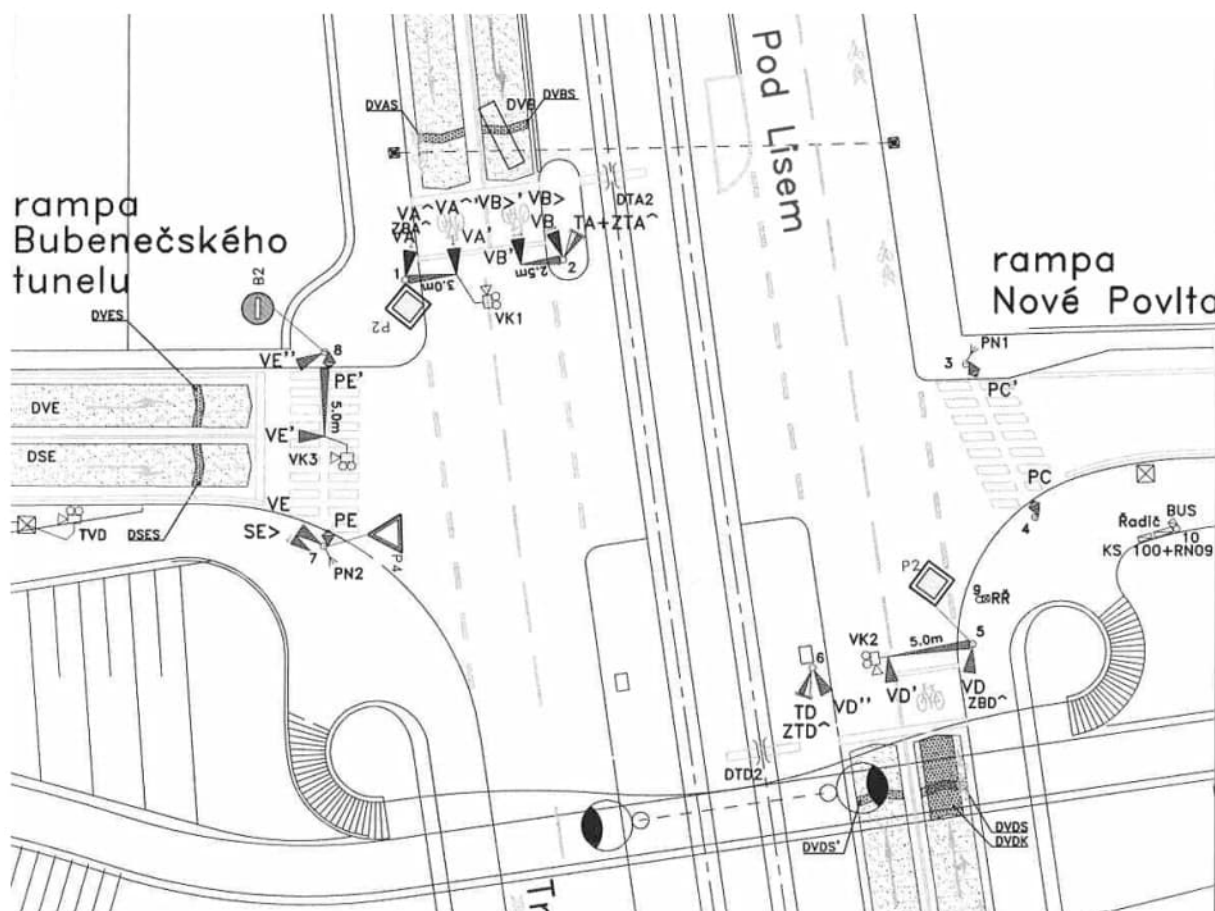 Pod Lisem
DVAS
DVB
DVBS
DTA2
rampa
Bubenečského
tunelu
VA^
VA^'
VB>'
VB>
ZBA^
VA
VA'
VB'
VB
TA+ZTA^
1
3.0m
2.5m
2
P2
VK1
B2
rampa
Nové Povlta
DVES
VE''
8
PE'
5.0m
3
PN1
PC'
DVE
DSE
VE'
VK3
VE
PE
SE>
7
PN2
P4
TVD
DSES
PC
4
Řadič
BUS
10
KS 100+RN09
P2
9
RŘ
VK2
5.0m
5
6
TD
ZTD^
VD''
VD'
VD
ZBD^
DTD2
DVDS'
DVDS
DVDK
Tr